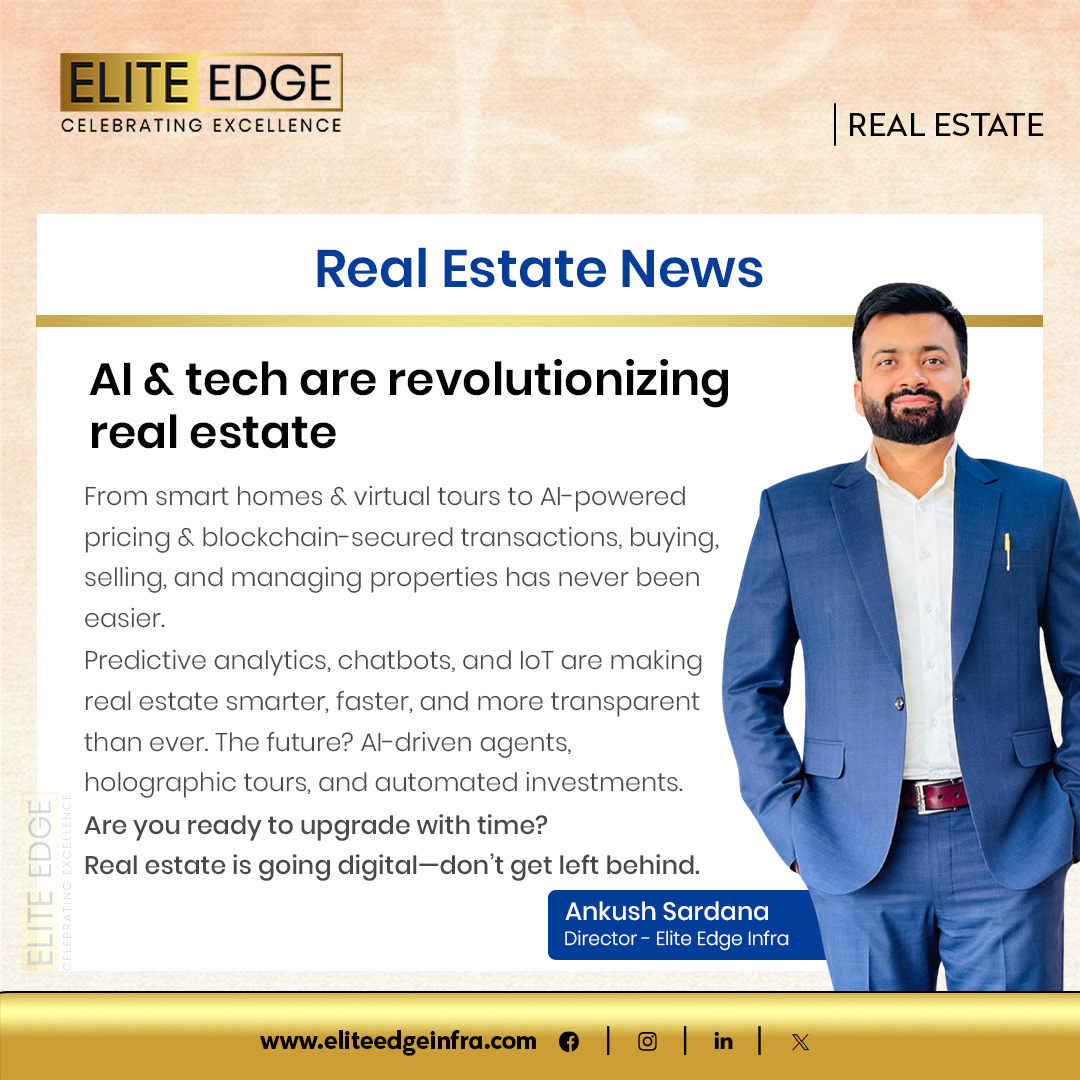 ELITE EDGE
CELEBRATING EXCELLENCE
REAL ESTATE
Real Estate News
AI & tech are revolutionizing
real estate
From smart homes & virtual tours to AI-powered
pricing & blockchain-secured transactions, buying,
selling, and managing properties has never been
easier.
Predictive analytics, chatbots, and IoT are making
real estate smarter, faster, and more transparent
than ever. The future? AI-driven agents,
holographic tours, and automated investments.
Are you ready to upgrade with time?
Real estate is going digital—don’t get left behind.
ELITE EDGE
CELEBRATING EXCELLENCE
Ankush Sardana
Director - Elite Edge Infra
www.eliteedgeinfra.com